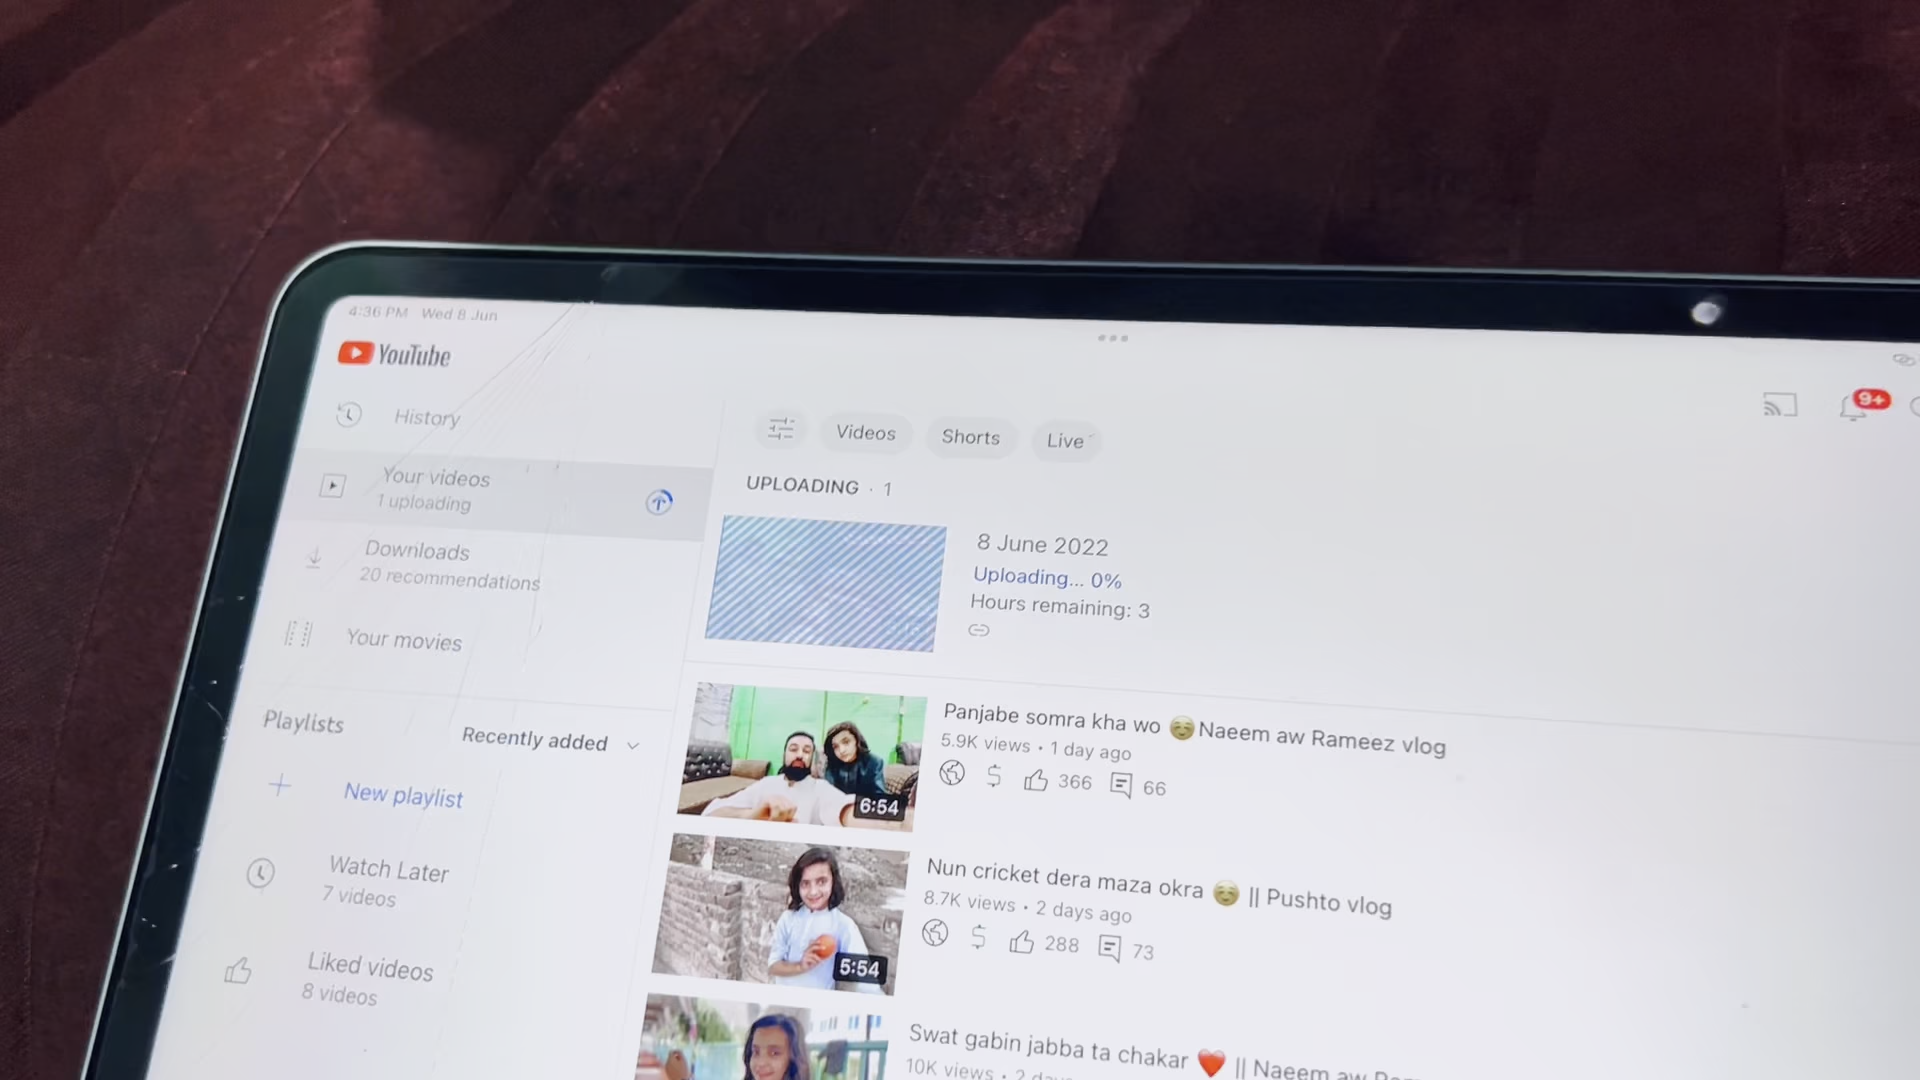 4:36 PM Wed 8 Jun
YouTube
History
Your videos
1 uploading
Downloads
20 recommendations
Your movies
Playlists
Recently added
New playlist
Watch Later
7 videos
Liked videos
8 videos
9+
Videos
Shorts
Live
UPLOADING · 1
8 June 2022
Uploading... 0%
Hours remaining: 3
6:54
Panjabe somra kha wo ☺️Naeem aw Rameez vlog
5.9K views • 1 day ago
366
66
5:54
Nun cricket dera maza okra ☺️ || Pushto vlog
8.7K views • 2 days ago
288
73
Swat gabin jabba ta chakar ❤️ || Naeem aw
10K views • 2